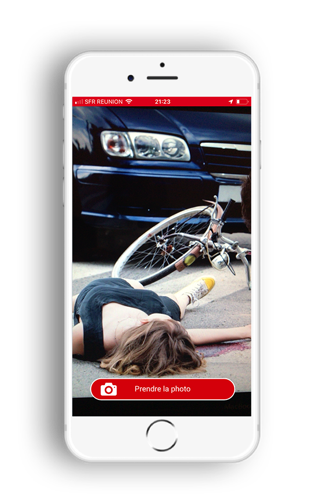 SFR REUNION 21:23
Prendre la photo